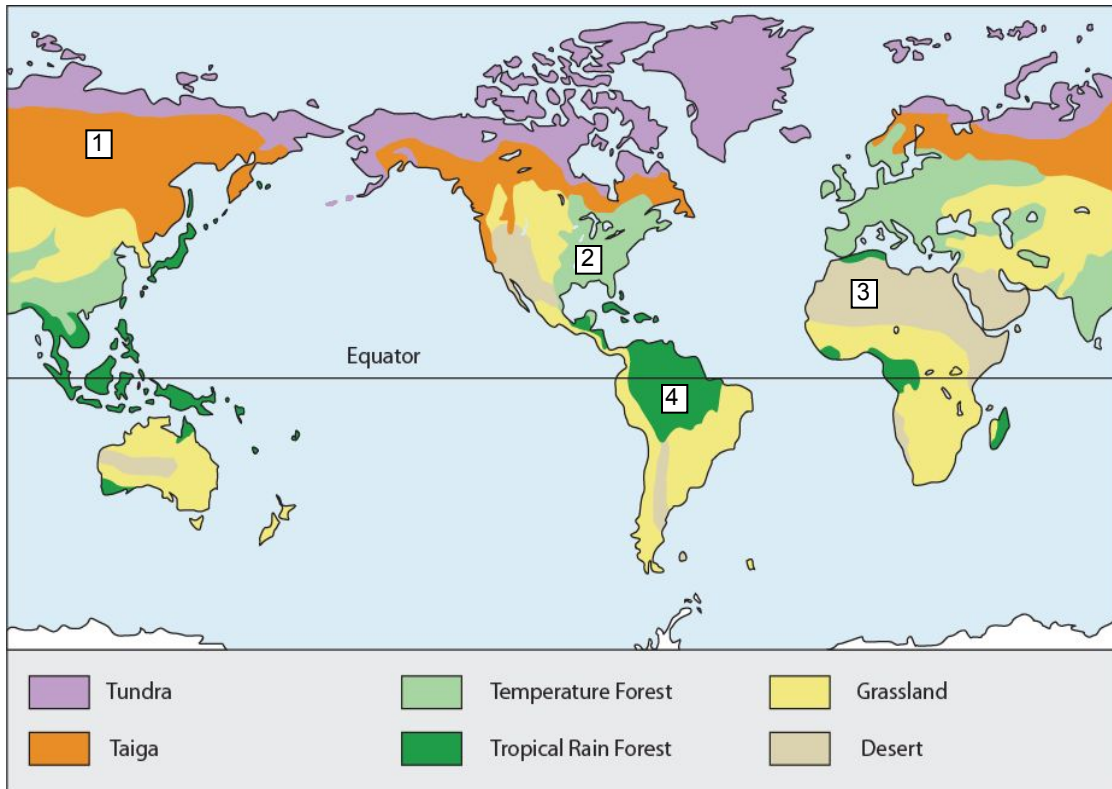 1
2
3
Equator
4
Tundra
Temperature Forest
Grassland
Taiga
Tropical Rain Forest
Desert